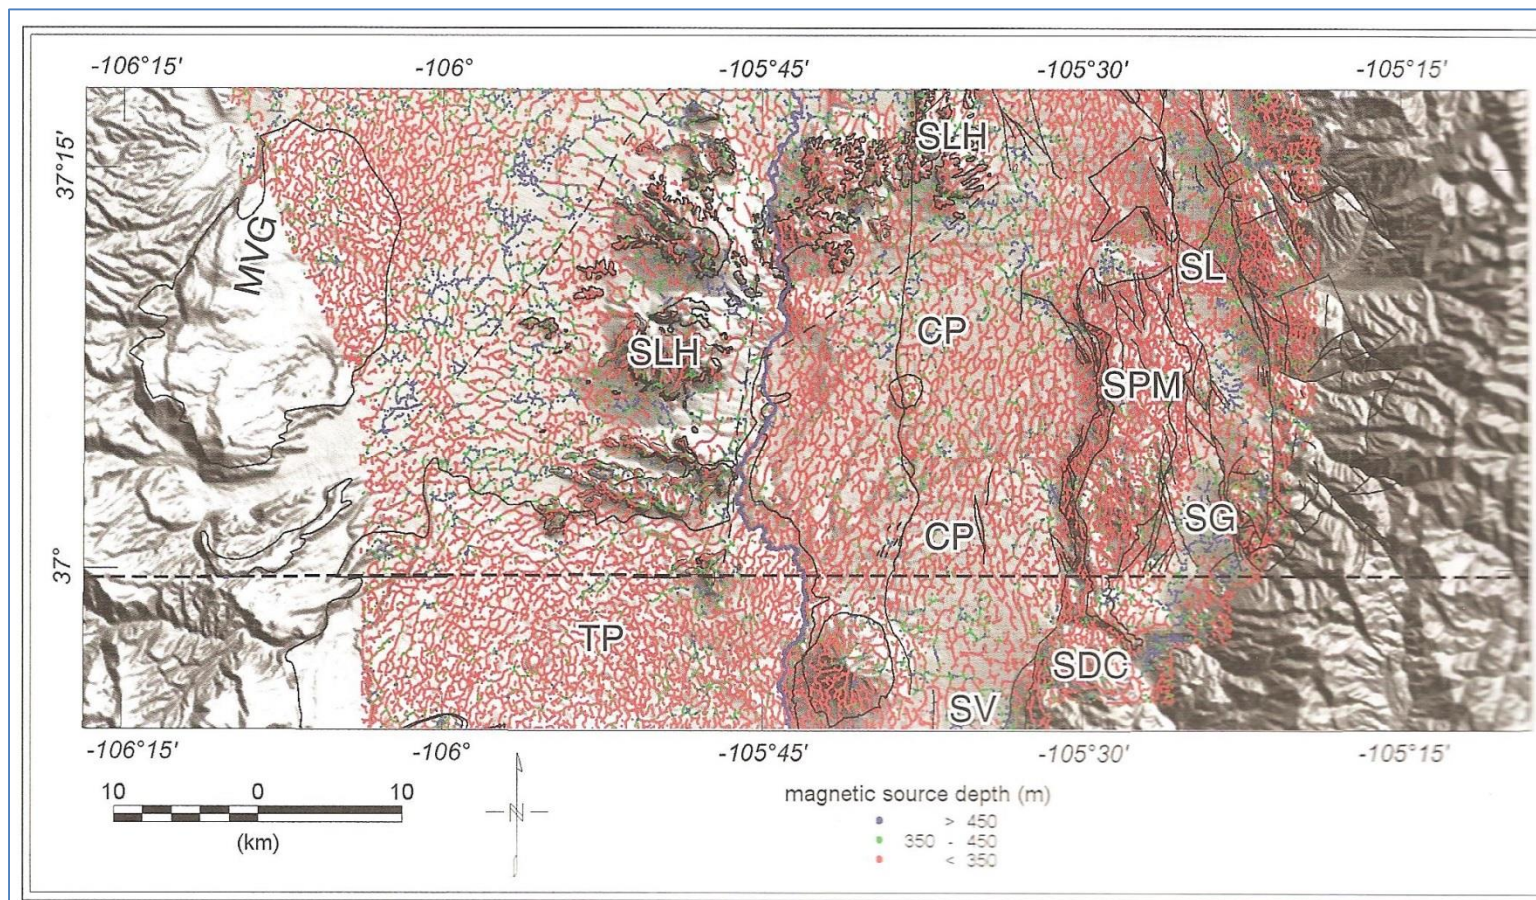 -106°15' -106° -105°45' -105°30' -105°15'
37°15'
SLH
MVG
SL
CP
SLH
SPM
SG
CP
37°
TP
SDC
SV
-106°15' -106° -105°45' -105°30' -105°15'
10 0 10
(km)
N
magnetic source depth (m)
> 450
350 - 450
< 350